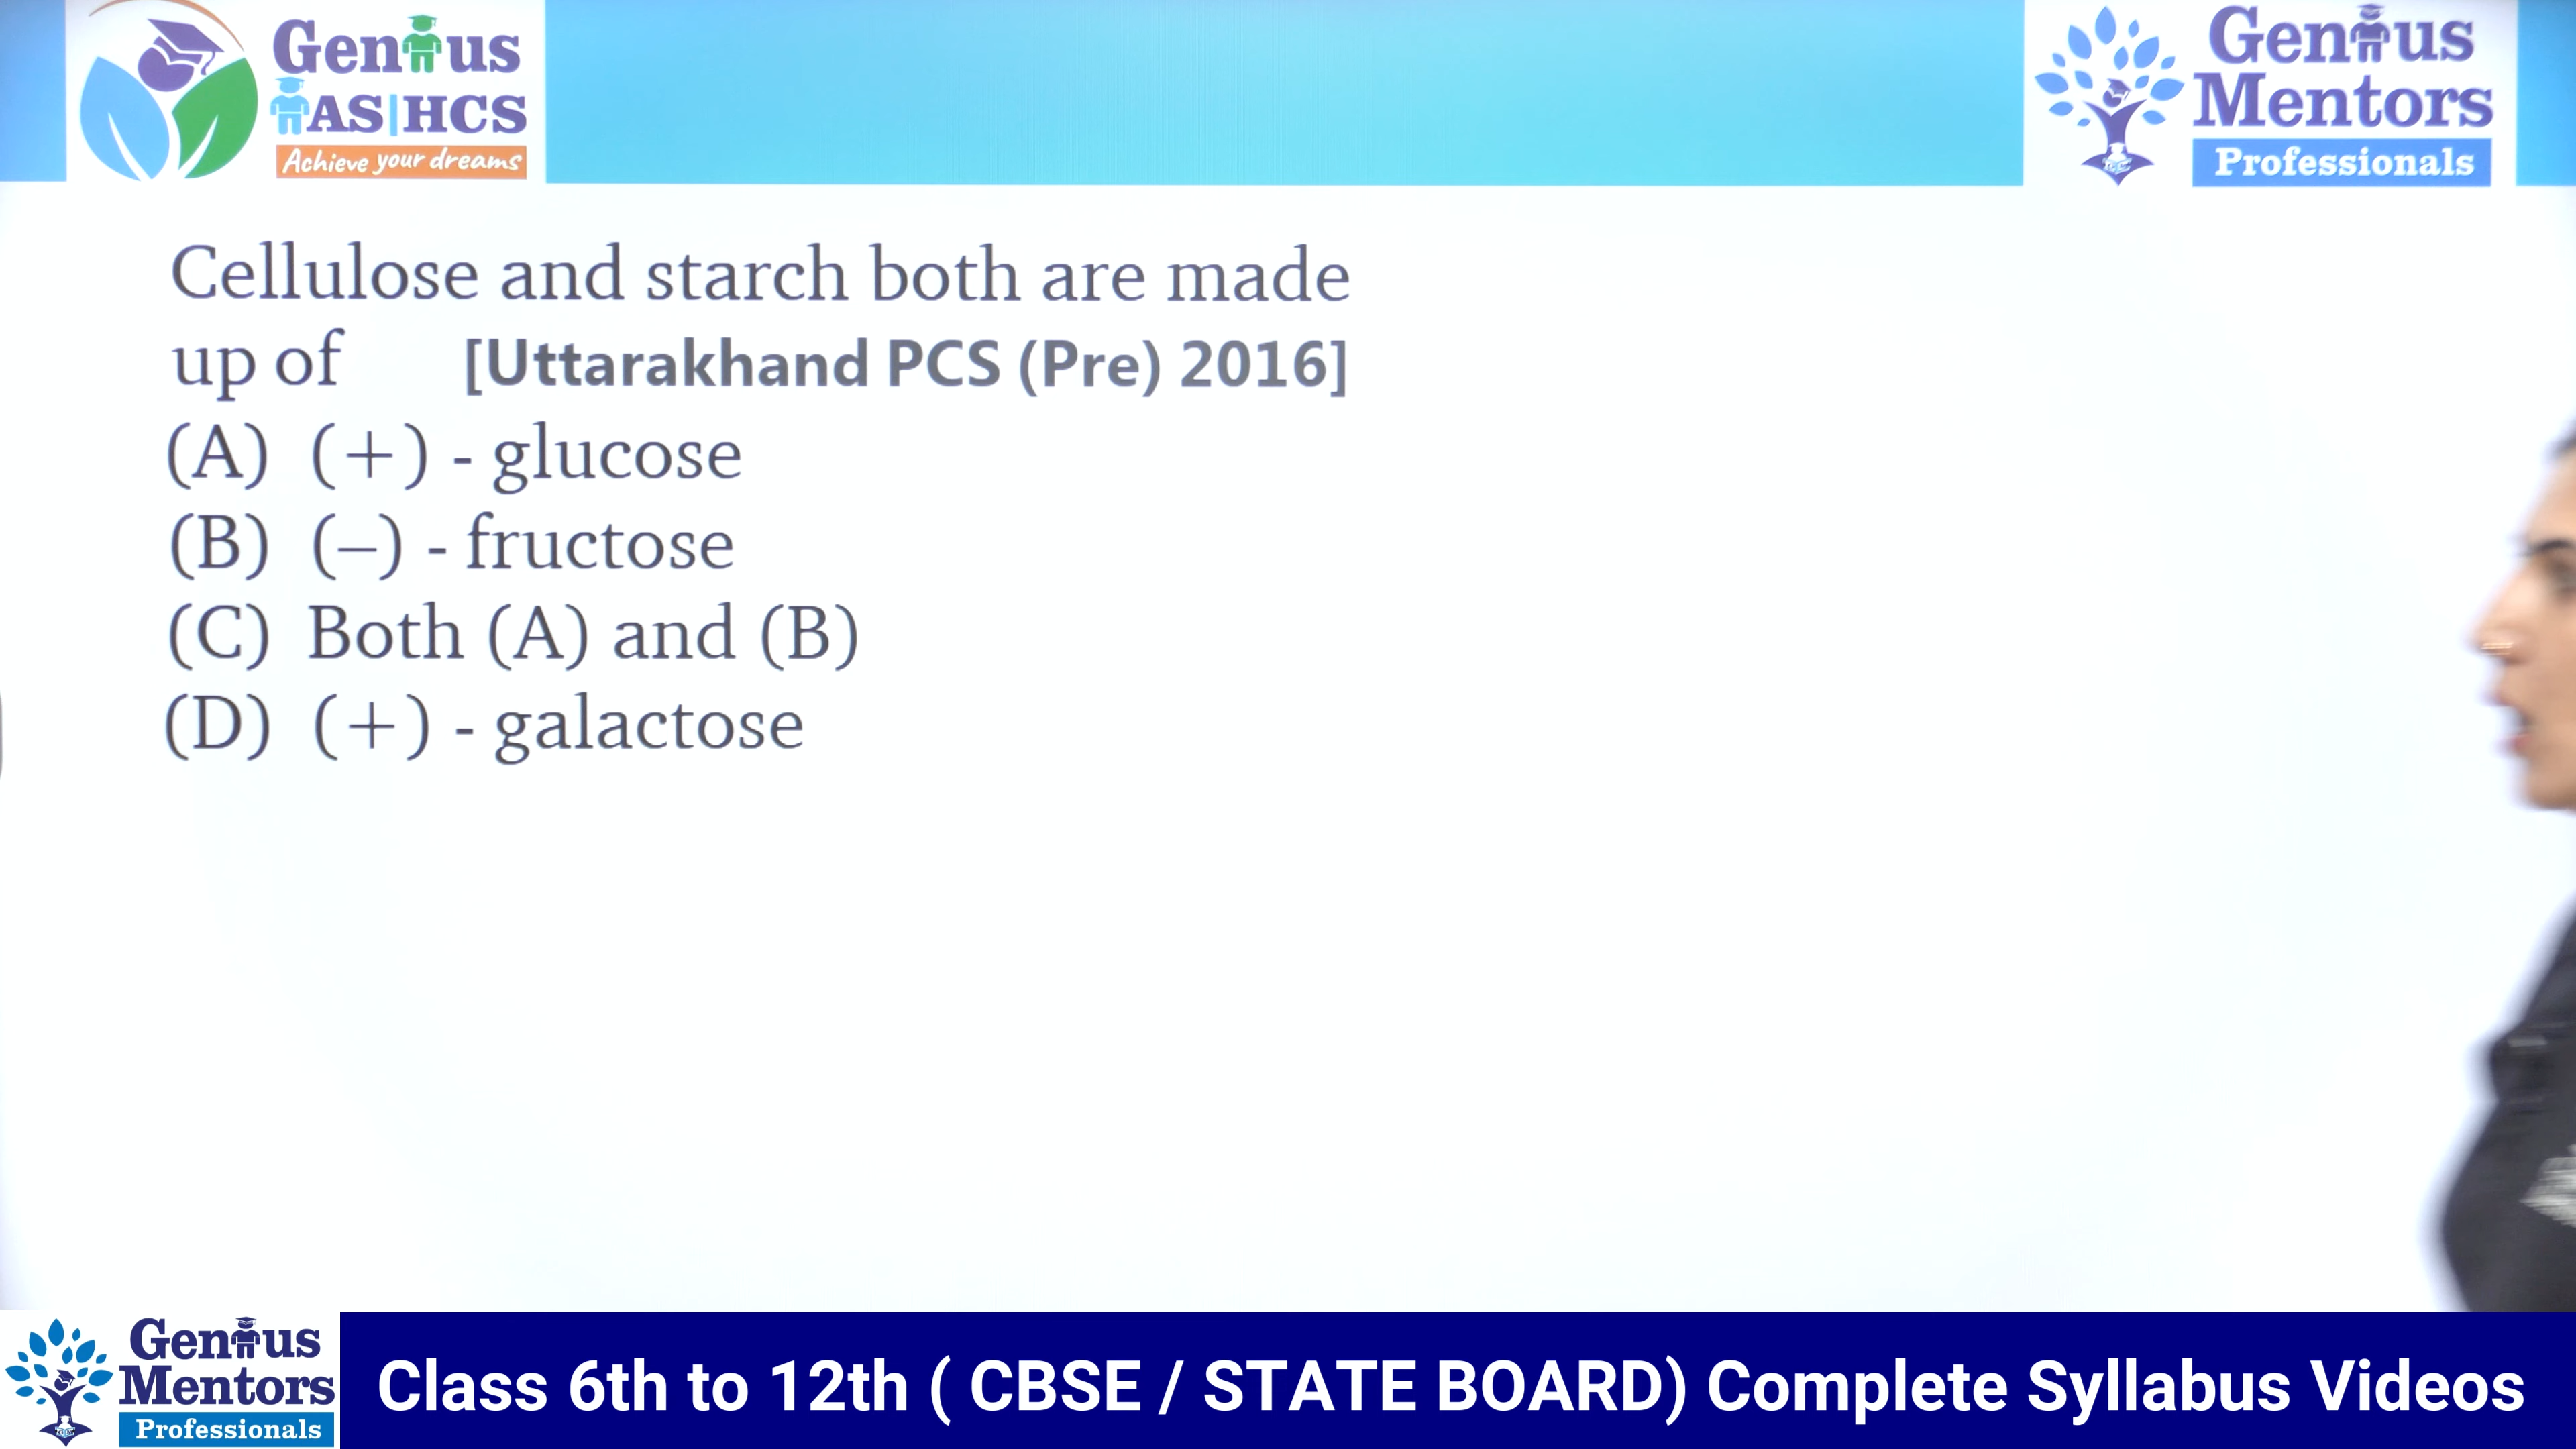 Genius
IAS|HCS
Achieve your dreams
Genius
Mentors
Professionals
Cellulose and starch both are made
up of [Uttarakhand PCS (Pre) 2016]
(A) (+) - glucose
(B) (–) - fructose
(C) Both (A) and (B)
(D) (+) - galactose
Genius
Mentors
Professionals
Class 6th to 12th ( CBSE / STATE BOARD) Complete Syllabus Videos